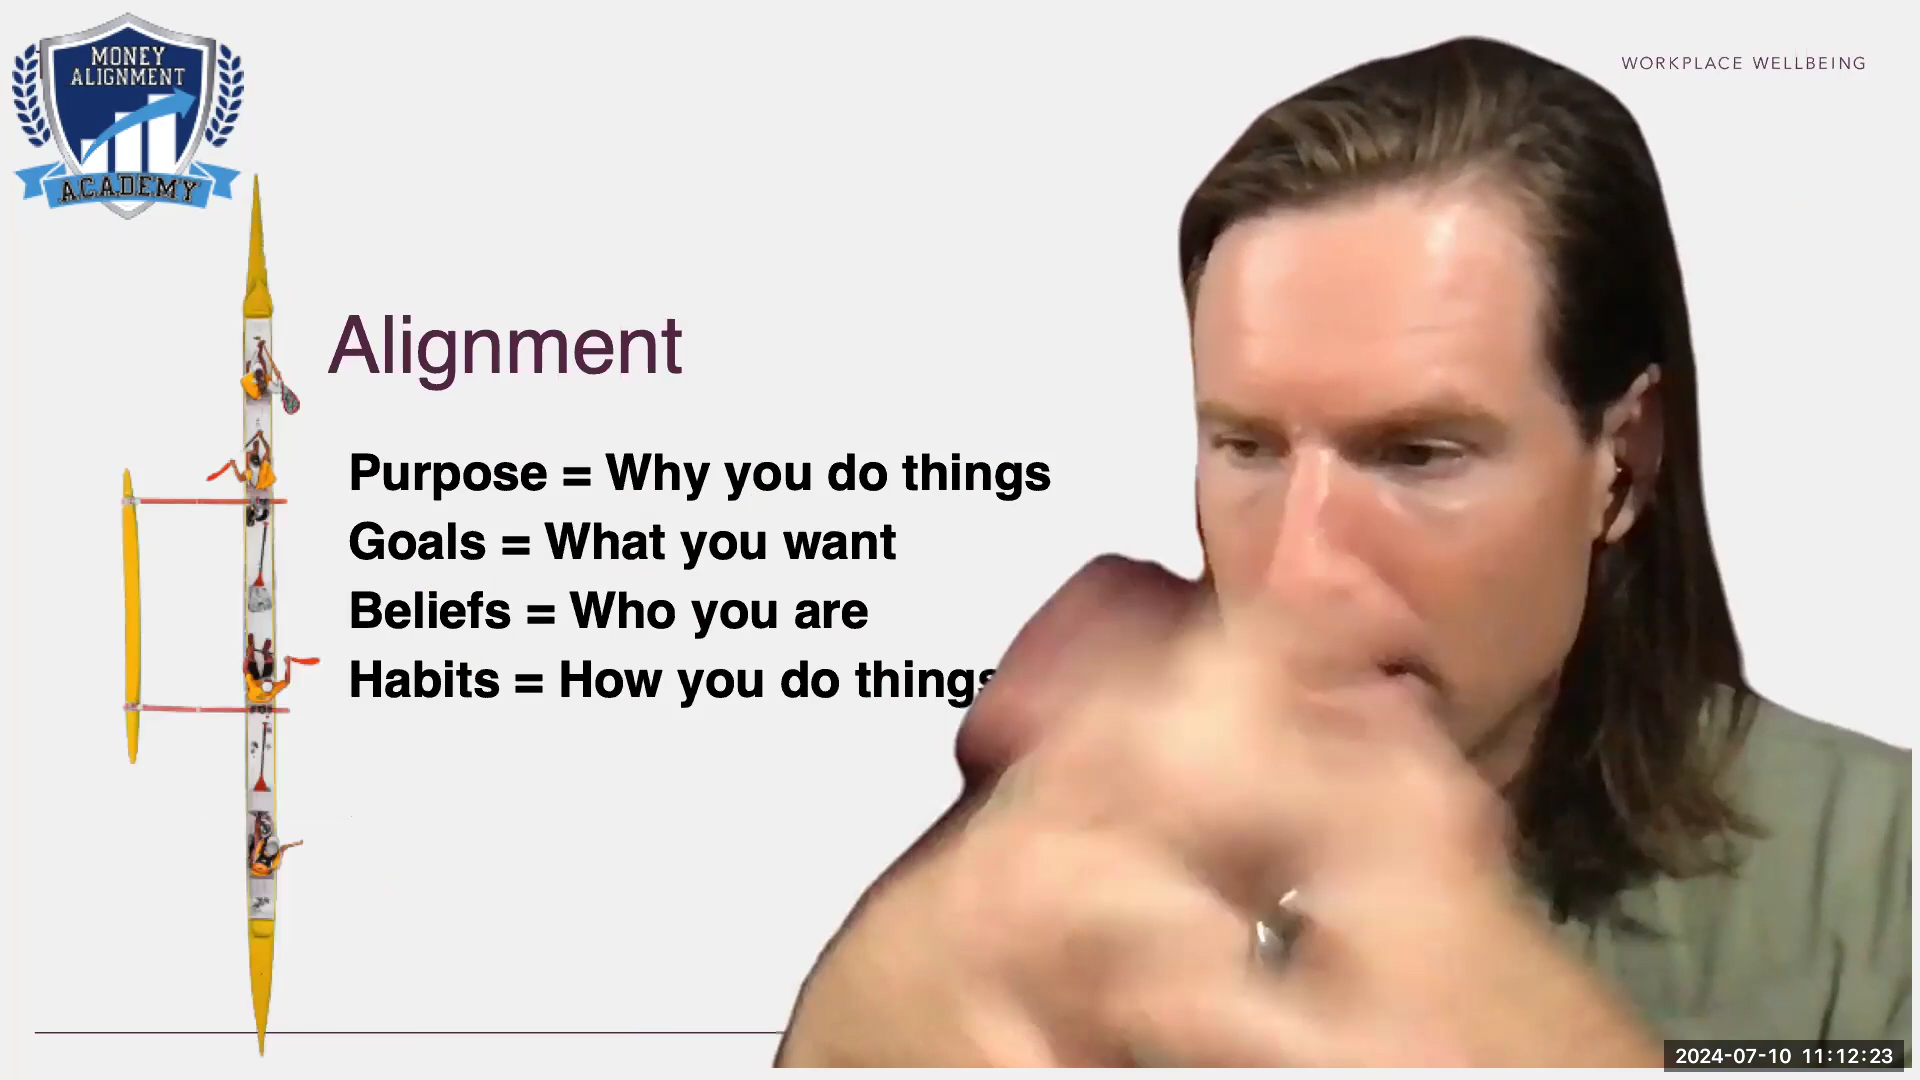 MONEY
ALIGNMENT
ACADEMY
WORKPLACE WELLBEING
Alignment
Purpose = Why you do things
Goals = What you want
Beliefs = Who you are
Habits = How you do things
2024-07-10 11:12:23